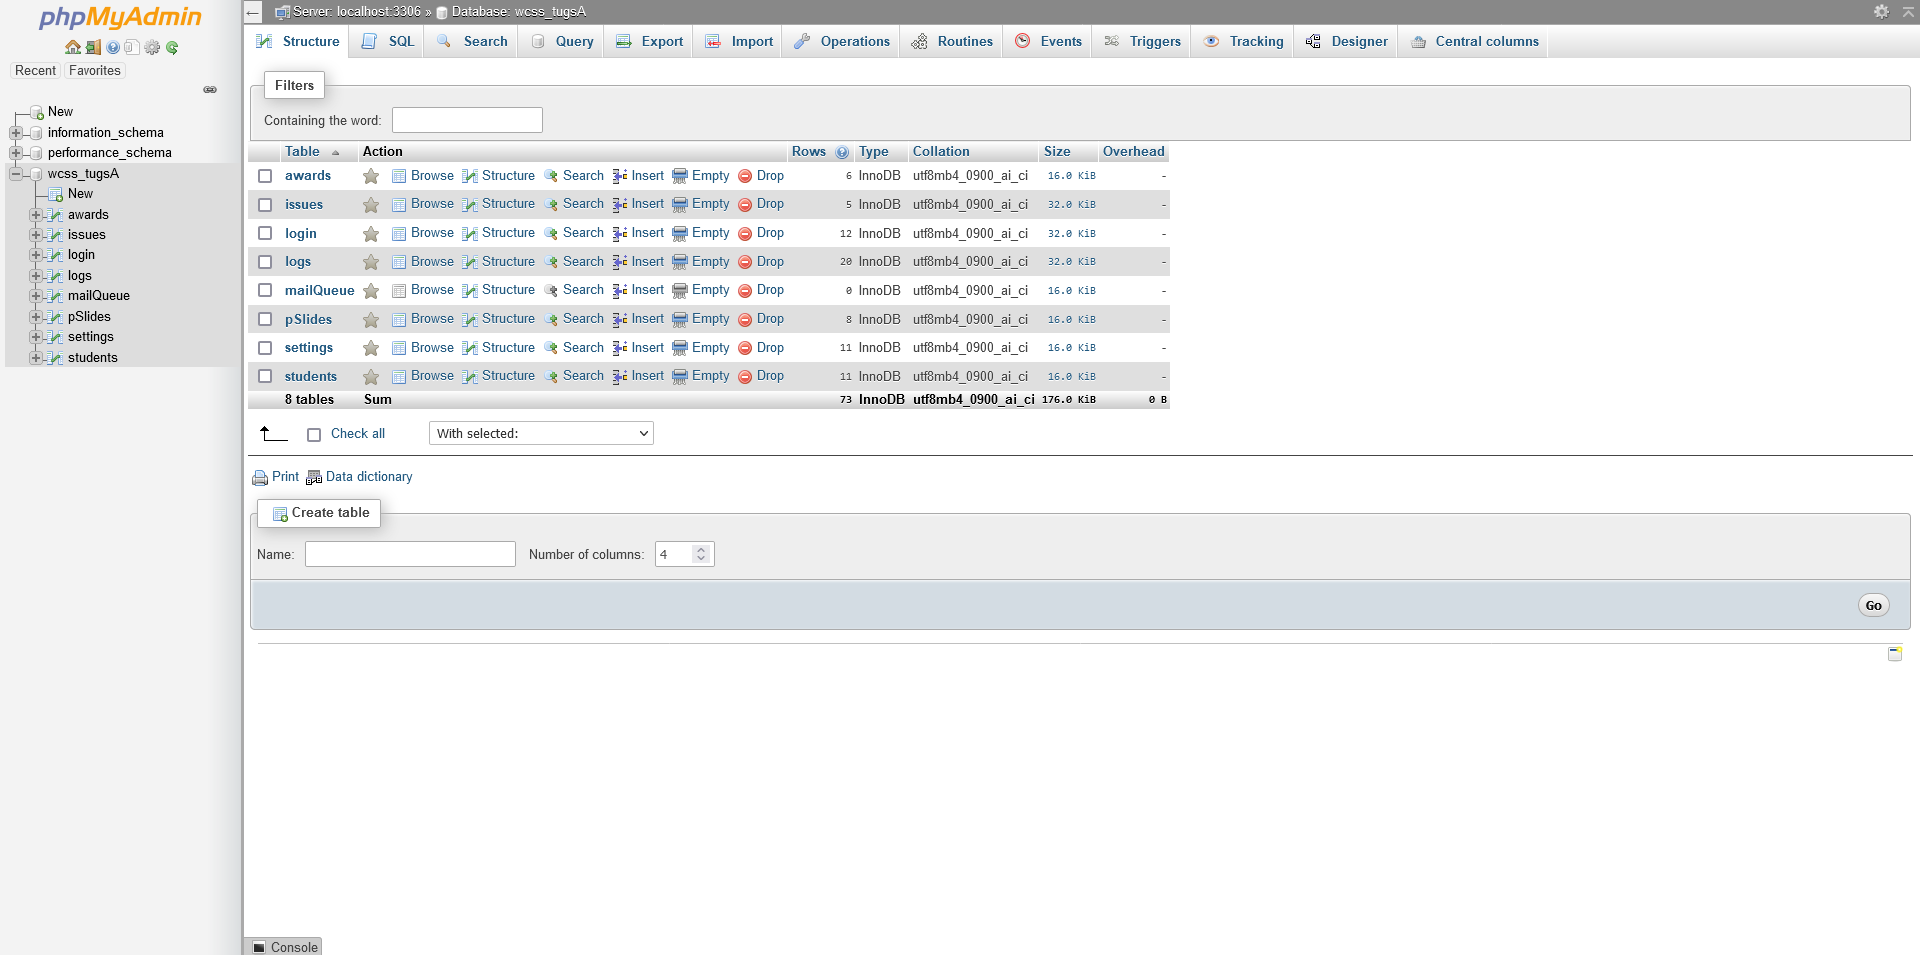 phpMyAdmin
Recent Favorites
New
information_schema
performance_schema
wcss_tugsA
New
awards
issues
login
logs
mailQueue
pSlides
settings
students
Server: localhost:3306 » Database: wcss_tugsA
Structure SQL Search Query Export Import Operations Routines Events Triggers Tracking Designer Central columns
Filters
Containing the word:
Table Action Rows Type Collation Size Overhead
awards Browse Structure Search Insert Empty Drop 6 InnoDB utf8mb4_0900_ai_ci 16.0 KiB -
issues Browse Structure Search Insert Empty Drop 5 InnoDB utf8mb4_0900_ai_ci 32.0 KiB -
login Browse Structure Search Insert Empty Drop 12 InnoDB utf8mb4_0900_ai_ci 32.0 KiB -
logs Browse Structure Search Insert Empty Drop 20 InnoDB utf8mb4_0900_ai_ci 32.0 KiB -
mailQueue Browse Structure Search Insert Empty Drop 0 InnoDB utf8mb4_0900_ai_ci 16.0 KiB -
pSlides Browse Structure Search Insert Empty Drop 8 InnoDB utf8mb4_0900_ai_ci 16.0 KiB -
settings Browse Structure Search Insert Empty Drop 11 InnoDB utf8mb4_0900_ai_ci 16.0 KiB -
students Browse Structure Search Insert Empty Drop 11 InnoDB utf8mb4_0900_ai_ci 16.0 KiB -
8 tables Sum 73 InnoDB utf8mb4_0900_ai_ci 176.0 KiB 0 B
Check all With selected:
Print Data dictionary
Create table
Name: Number of columns: 4
Go
Console